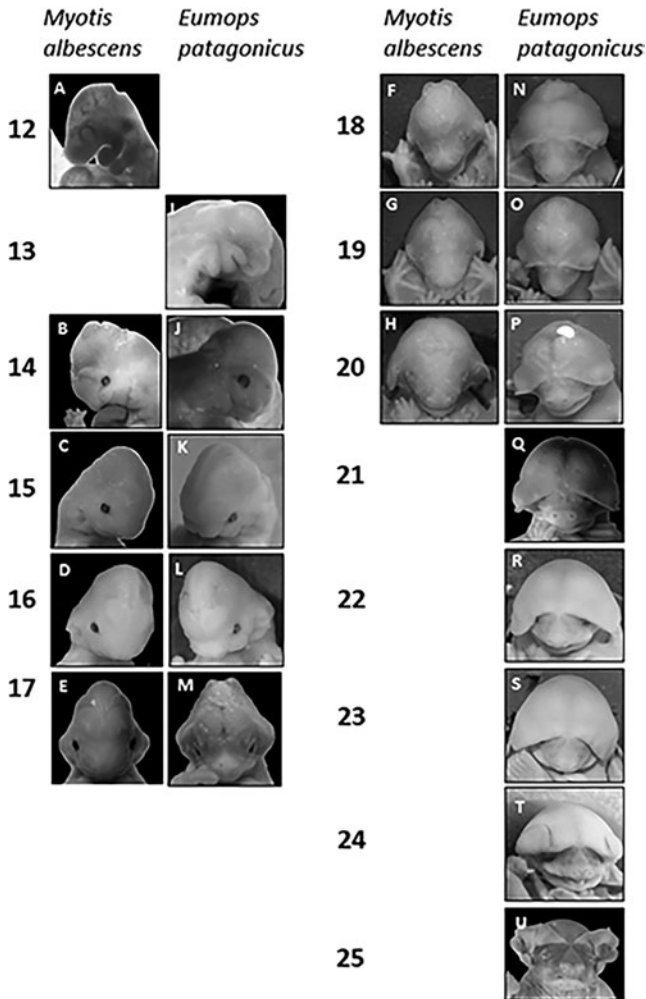 Myotis Eumops
albescens patagonicus
A
12
I
13
B J
14
C K
15
D L
16
E M
17
Myotis Eumops
albescens patagonicus
F N
18
G O
19
H P
20
Q
21
R
22
S
23
T
24
U
25